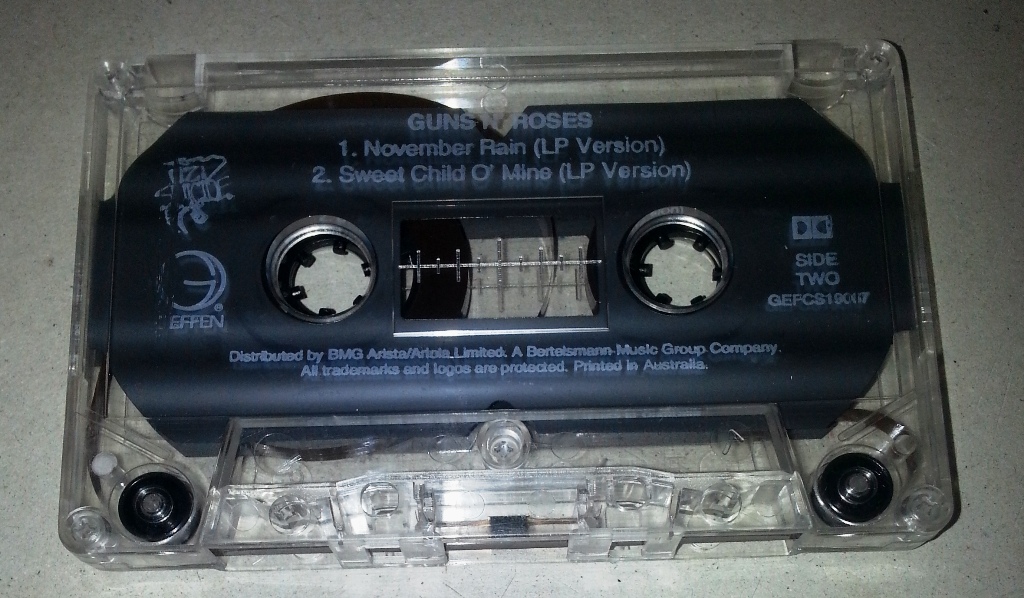 GUNS N' ROSES
1. November Rain (LP Version)
2. Sweet Child O' Mine (LP Version)
SIDE
TWO
GEFFEN
Distributed by BMG Arista/Ariola Limited. A Bertelsmann Music Group Company.
All trademarks and logos are protected. Printed in Australia.